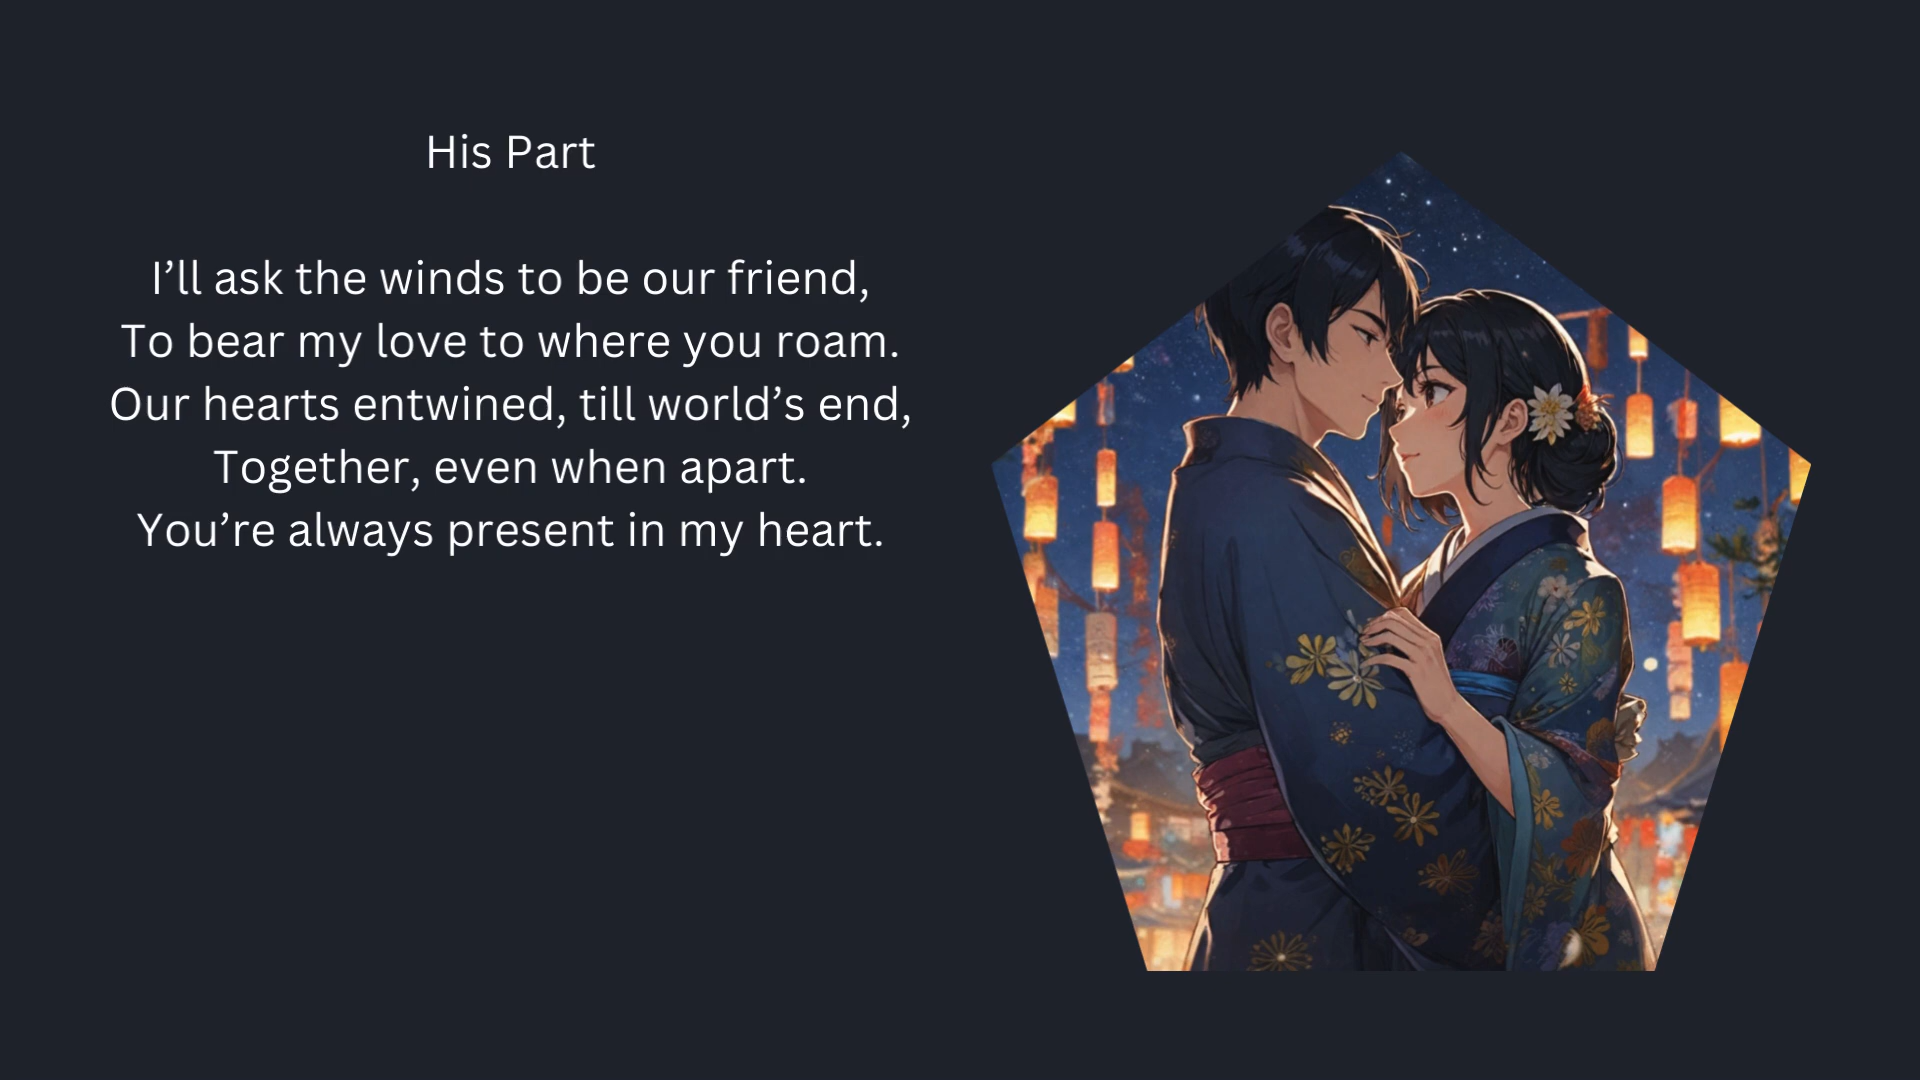 His Part
I’ll ask the winds to be our friend,
To bear my love to where you roam.
Our hearts entwined, till world’s end,
Together, even when apart.
You’re always present in my heart.